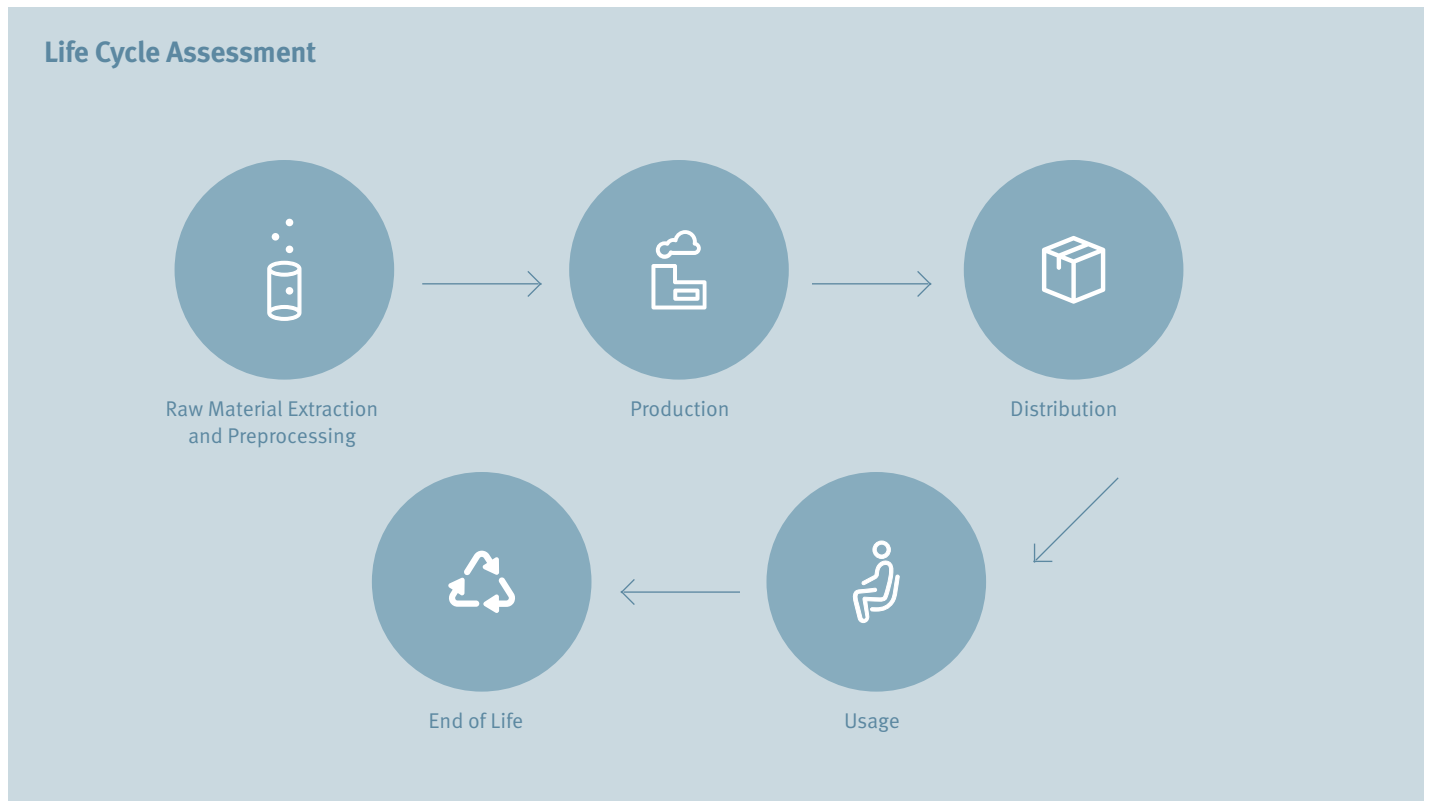 Life Cycle Assessment
Raw Material Extraction
and Preprocessing
Production
Distribution
End of Life
Usage